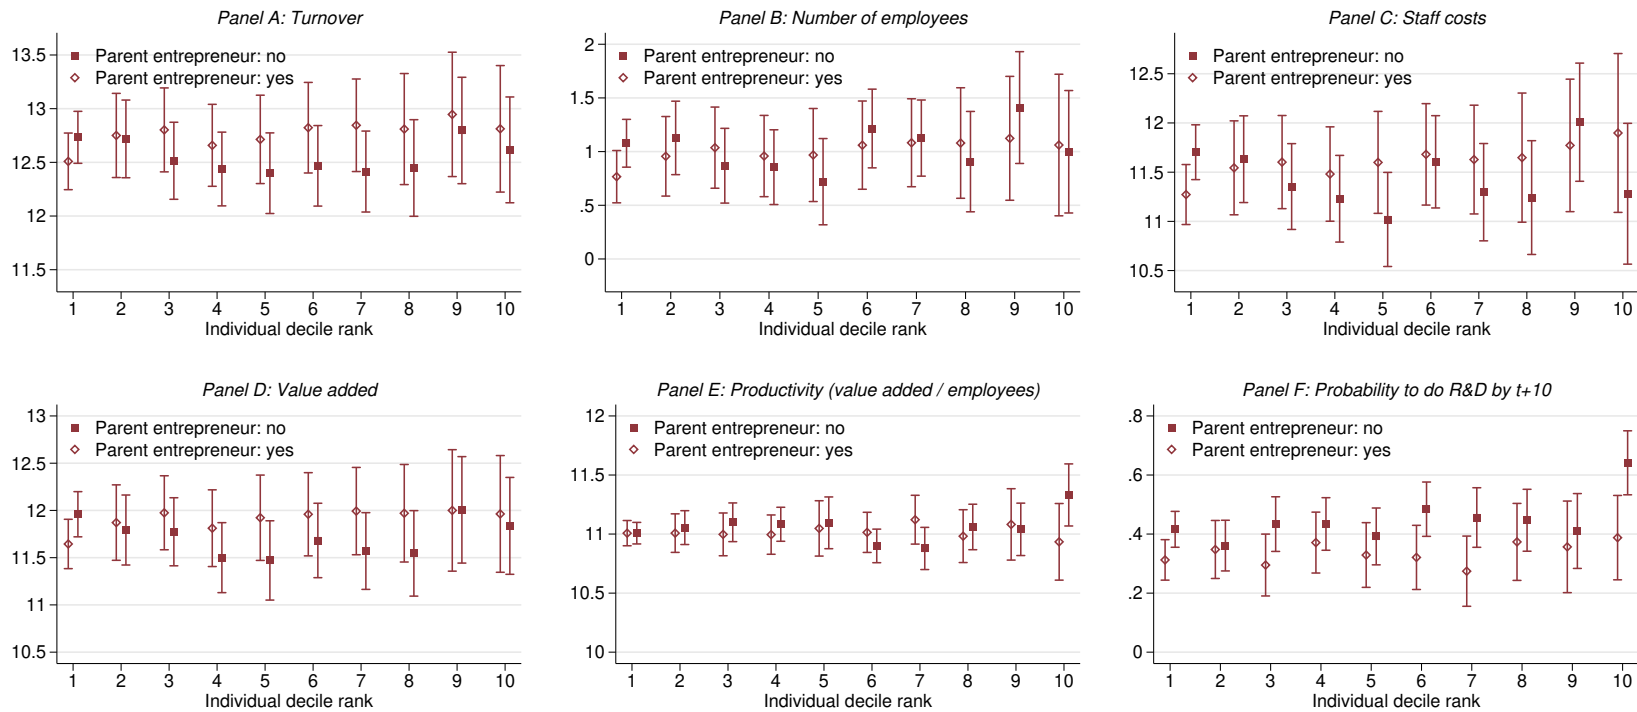 Panel A: Turnover
13.5
13
12.5
12
11.5
Parent entrepreneur: no
Parent entrepreneur: yes
1 2 3 4 5 6 7 8 9 10
Individual decile rank
Panel B: Number of employees
2
1.5
1
.5
0
Parent entrepreneur: no
Parent entrepreneur: yes
1 2 3 4 5 6 7 8 9 10
Individual decile rank
Panel C: Staff costs
12.5
12
11.5
11
10.5
Parent entrepreneur: no
Parent entrepreneur: yes
1 2 3 4 5 6 7 8 9 10
Individual decile rank
Panel D: Value added
13
12.5
12
11.5
11
10.5
Parent entrepreneur: no
Parent entrepreneur: yes
1 2 3 4 5 6 7 8 9 10
Individual decile rank
Panel E: Productivity (value added / employees)
12
11.5
11
10.5
10
Parent entrepreneur: no
Parent entrepreneur: yes
1 2 3 4 5 6 7 8 9 10
Individual decile rank
Panel F: Probability to do R&D by t+10
.8
.6
.4
.2
0
Parent entrepreneur: no
Parent entrepreneur: yes
1 2 3 4 5 6 7 8 9 10
Individual decile rank